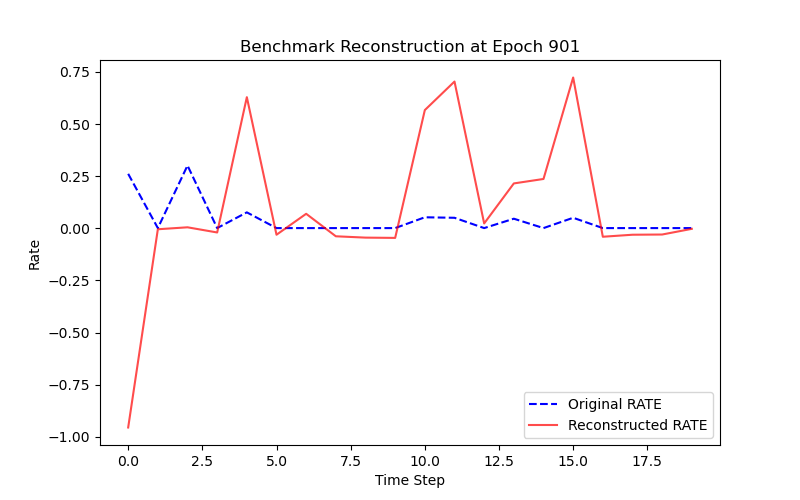 Benchmark Reconstruction at Epoch 901
0.75
0.50
0.25
0.00
−0.25
−0.50
−0.75
−1.00
Rate
Original RATE
Reconstructed RATE
0.0 2.5 5.0 7.5 10.0 12.5 15.0 17.5
Time Step